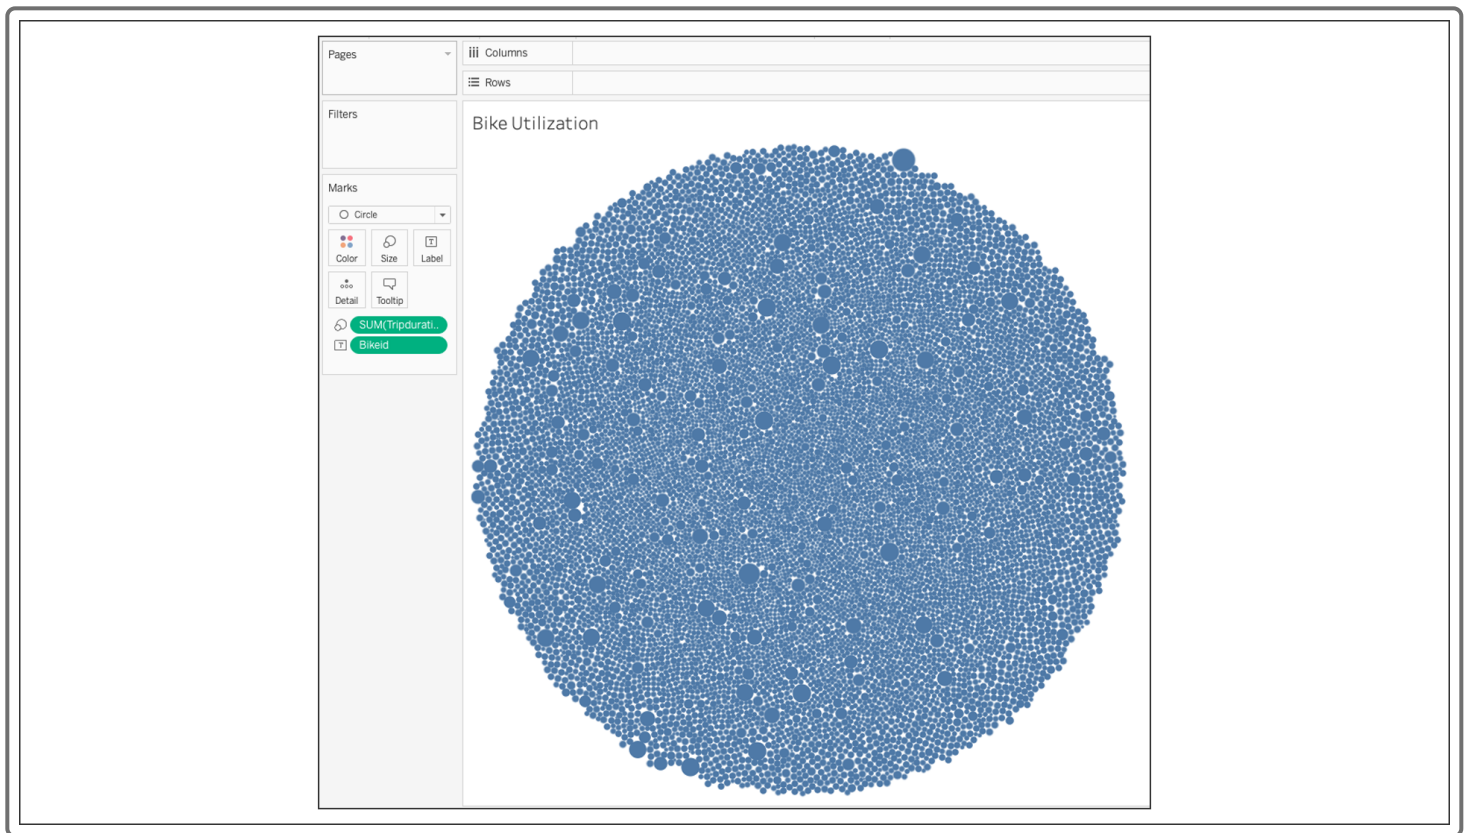 Pages
Columns
Rows
Filters
Bike Utilization
Marks
Circle
Color
Size
Label
Detail
Tooltip
SUM(Tripdurati..
Bikeid